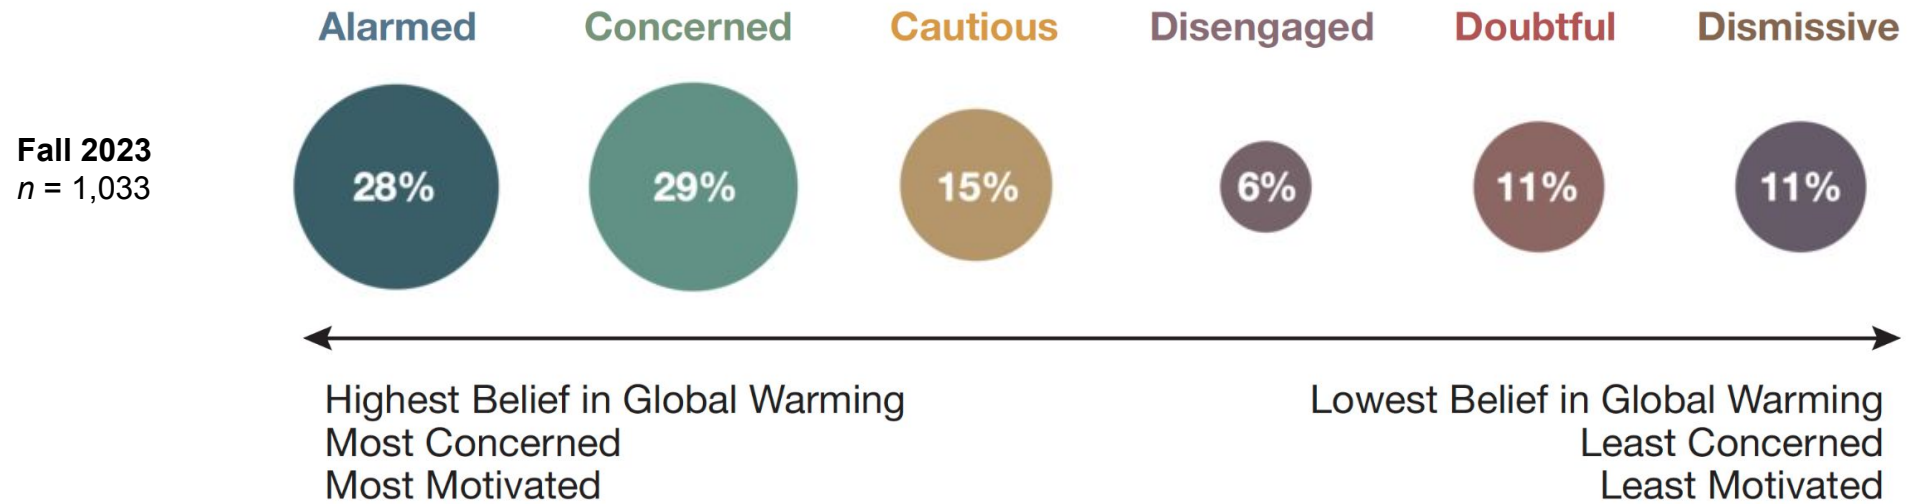 Alarmed Concerned Cautious Disengaged Doubtful Dismissive
Fall 2023
n = 1,033
28% 29% 15% 6% 11% 11%
Highest Belief in Global Warming
Most Concerned
Most Motivated
Lowest Belief in Global Warming
Least Concerned
Least Motivated